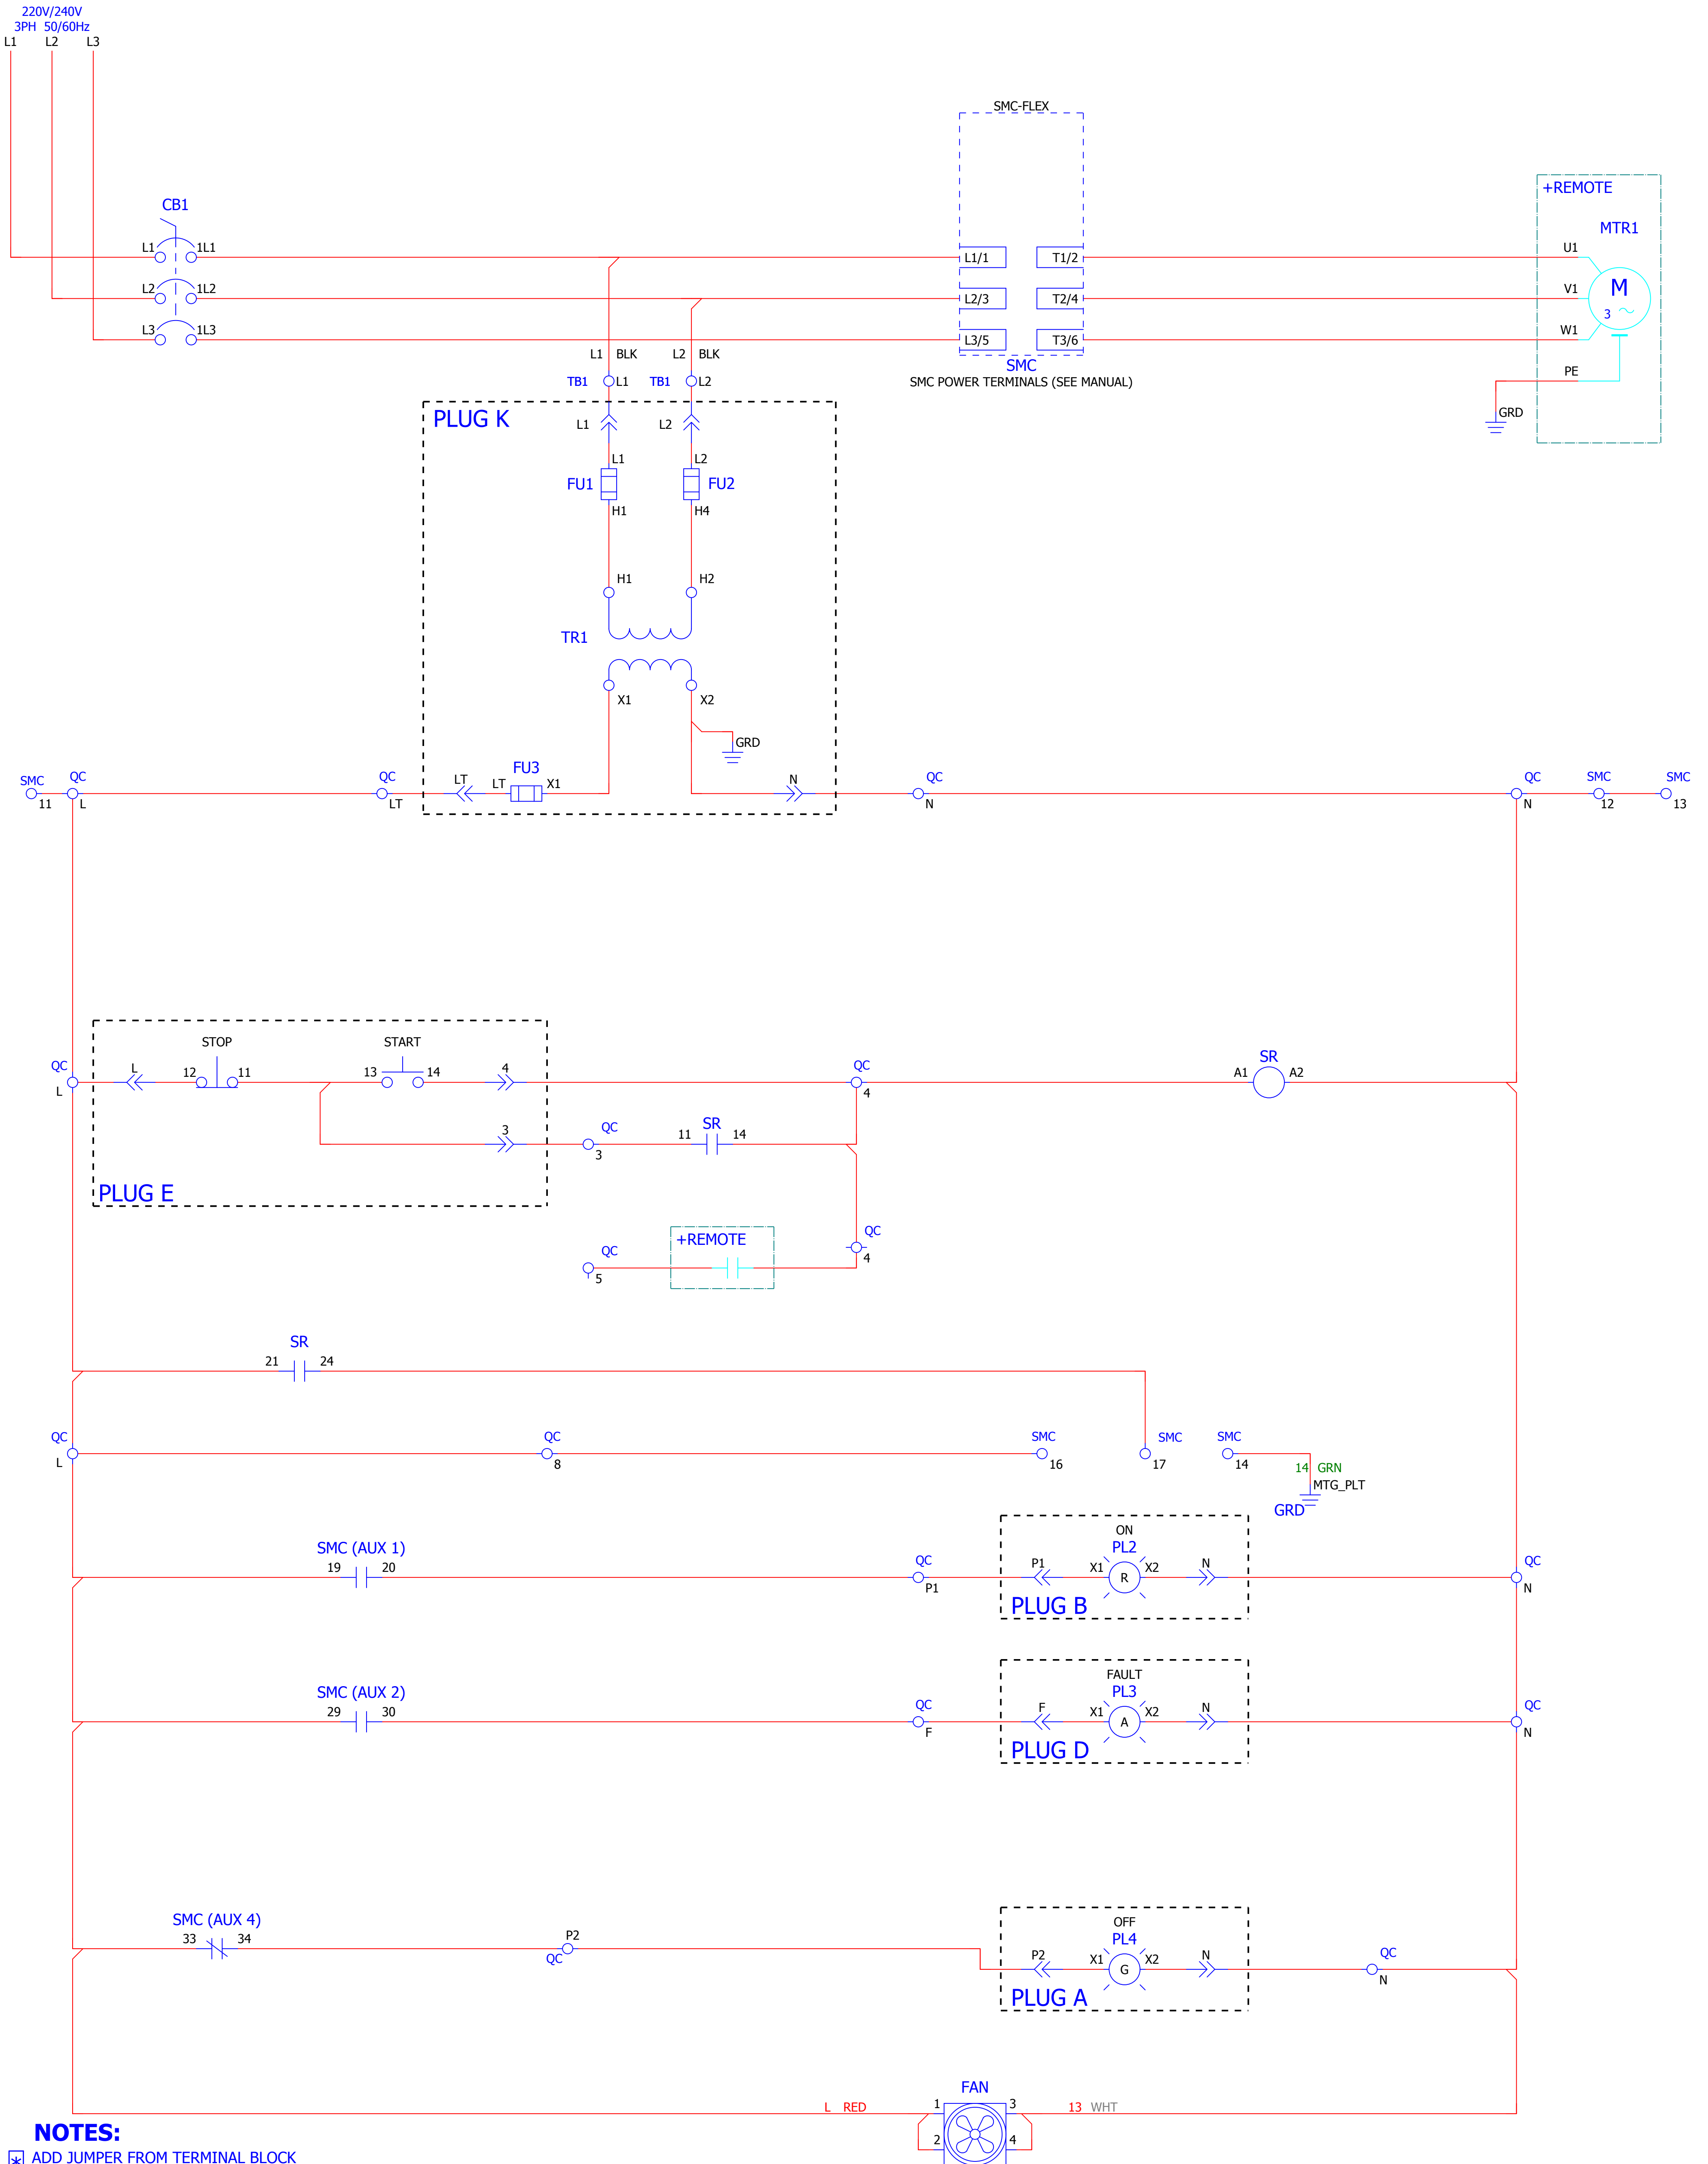 220V/240V
3PH 50/60Hz
L1 L2 L3
SMC-FLEX
+REMOTE
CB1
MTR1
L1 1L1 L1/1 T1/2 U1
L2 1L2 L2/3 T2/4 V1
M
3
L3 1L3 L3/5 T3/6 W1
L1 BLK L2 BLK
SMC
SMC POWER TERMINALS (SEE MANUAL)
PE
TB1 L1 TB1 L2
GRD
PLUG K
L1 L2
L1 L2
FU1 FU2
H1 H4
H1 H2
TR1
X1 X2
GRD
SMC QC QC LT LT FU3 X1 N QC QC SMC SMC
11 L LT N N 12 13
STOP START
QC L 12 11 13 14 4 QC SR
A1 A2
L 4
3 QC SR
11 14
3
PLUG E
+REMOTE
QC QC
5 4
SR
21 24
QC QC SMC SMC SMC
L 8 16 17 14
14 GRN
MTG_PLT
GRD
ON
SMC (AUX 1) PL2
19 20 QC P1 X1 R X2 N QC
P1 N
PLUG B
FAULT
SMC (AUX 2) PL3
29 30 QC F X1 A X2 N QC
F N
PLUG D
OFF
SMC (AUX 4) PL4
33 34 P2 P2 X1 G X2 N QC
QC N
PLUG A
FAN
L RED 1 3 13 WHT
2 4
NOTES:
* ADD JUMPER FROM TERMINAL BLOCK